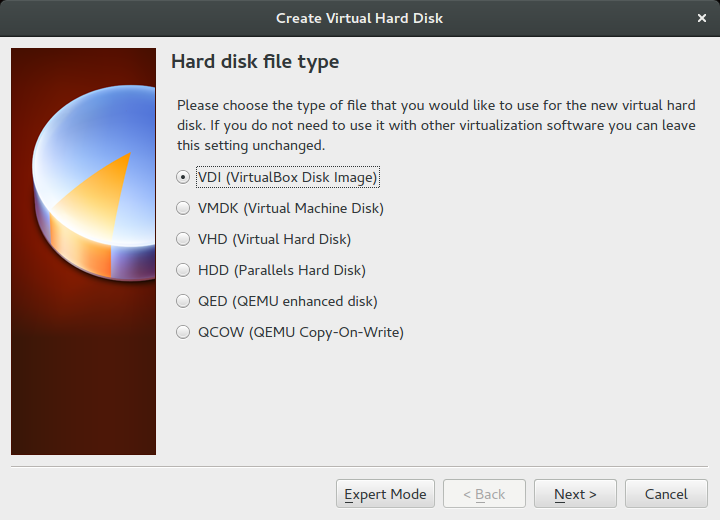 Create Virtual Hard Disk
Hard disk file type
Please choose the type of file that you would like to use for the new virtual hard
disk. If you do not need to use it with other virtualization software you can leave
this setting unchanged.
VDI (VirtualBox Disk Image)
VMDK (Virtual Machine Disk)
VHD (Virtual Hard Disk)
HDD (Parallels Hard Disk)
QED (QEMU enhanced disk)
QCOW (QEMU Copy-On-Write)
Expert Mode
< Back
Next >
Cancel